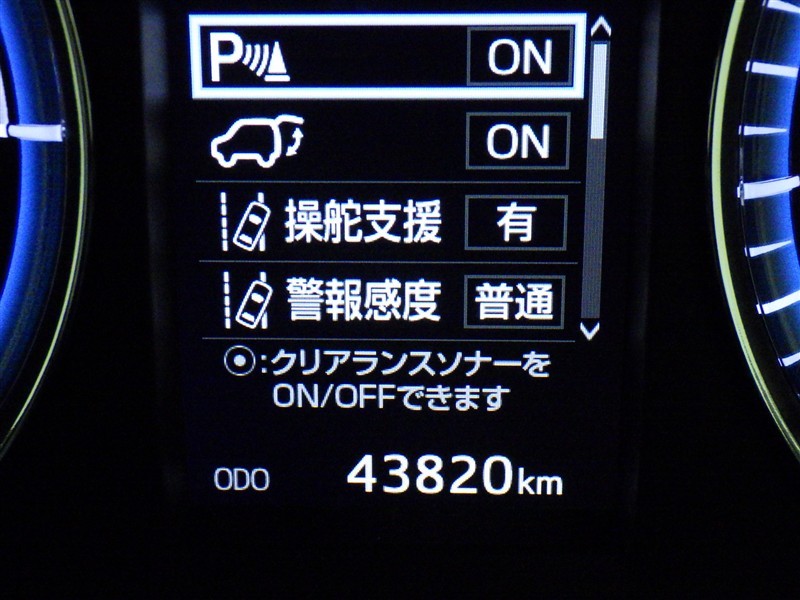 P ON
ON
操舵支援 有
警報感度 普通
⦿:クリアランスソナーを
ON/OFFできます
ODO 43820km